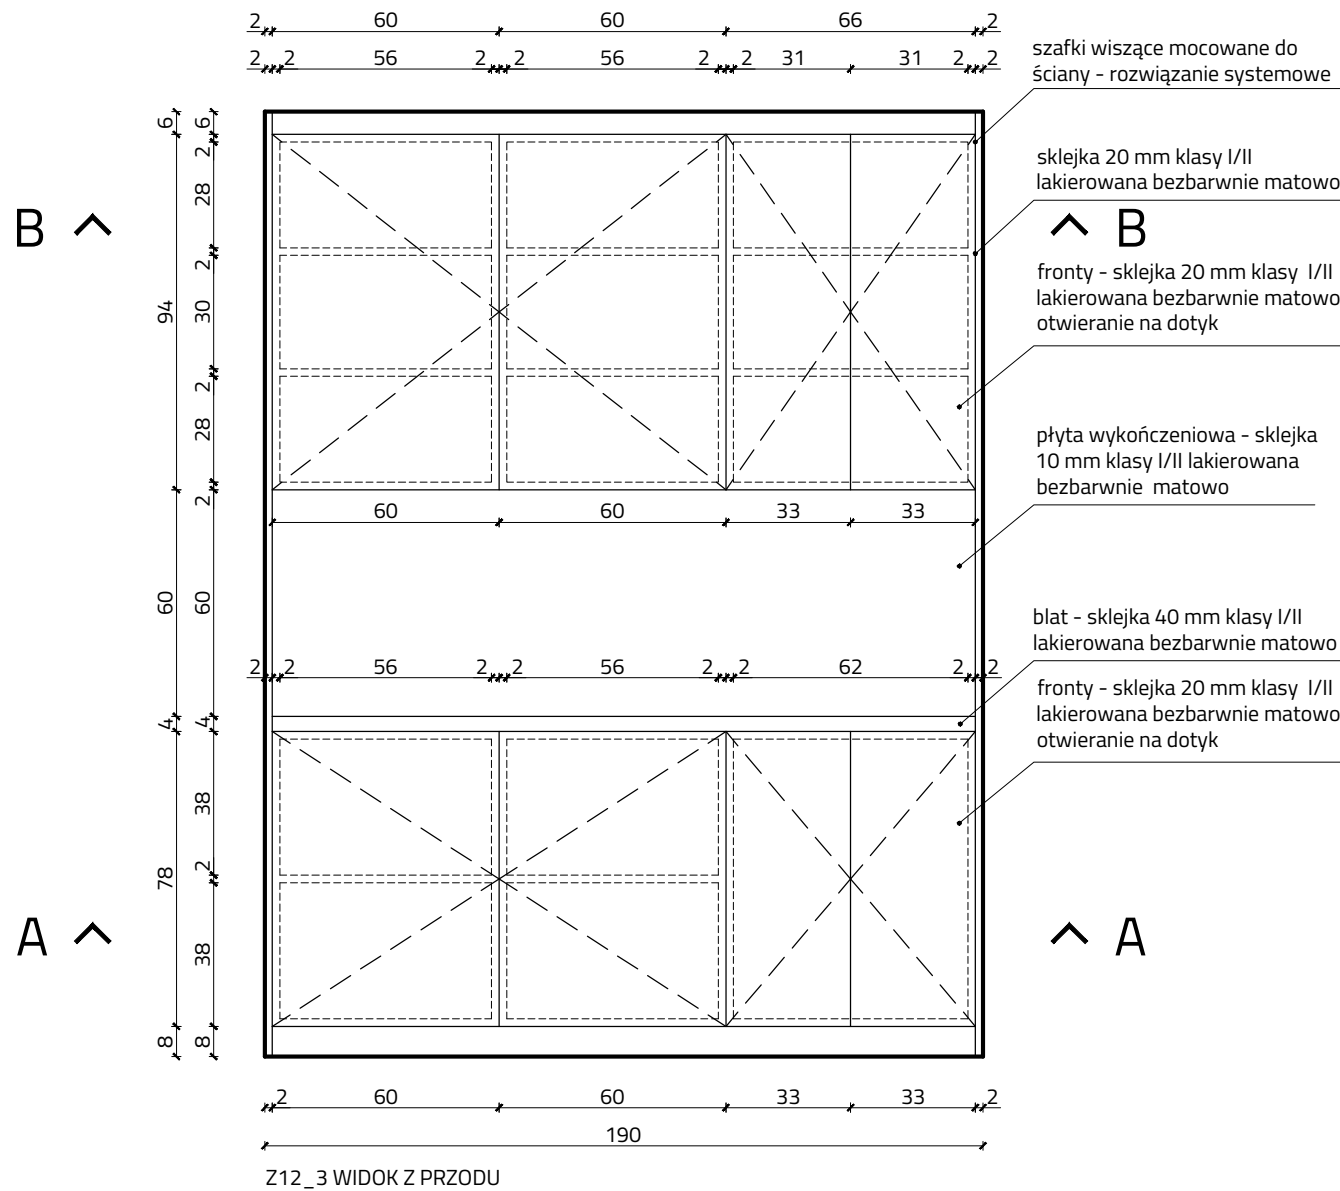 2 60 60 66 2
2 2 56 2 2 56 2 2 31 31 2 2
szafki wiszące mocowane do
ściany - rozwiązanie systemowe
6 6
2
sklejka 20 mm klasy I/II
lakierowana bezbarwnie matowo
28
B B
2
fronty - sklejka 20 mm klasy I/II
lakierowana bezbarwnie matowo
otwieranie na dotyk
94 30
2
28
płyta wykończeniowa - sklejka
10 mm klasy I/II lakierowana
bezbarwnie matowo
2
60 60 33 33
60 60
blat - sklejka 40 mm klasy I/II
lakierowana bezbarwnie matowo
2 2 56 2 2 56 2 2 62 2 2
fronty - sklejka 20 mm klasy I/II
lakierowana bezbarwnie matowo
otwieranie na dotyk
4 4
38
78 2
A A
38
8 8
2 60 60 33 33 2
190
Z12_3 WIDOK Z PRZODU